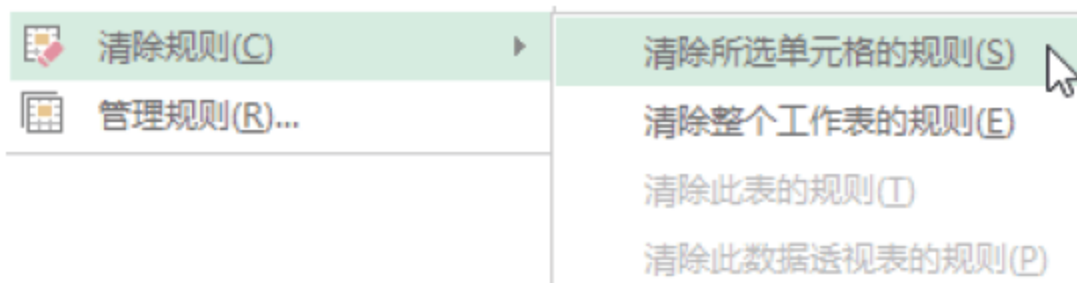 清除规则(C)
管理规则(R)...
清除所选单元格的规则(S)
清除整个工作表的规则(E)
清除此表的规则(T)
清除此数据透视表的规则(P)